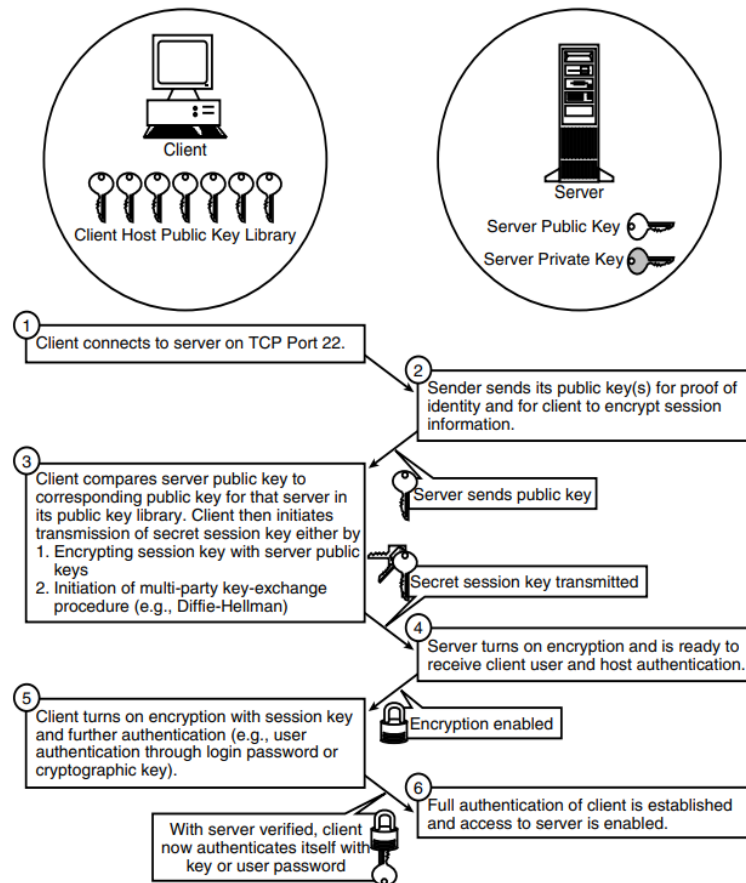 Client
Client Host Public Key Library
Server
Server Public Key
Server Private Key
1
Client connects to server on TCP Port 22.
2
Sender sends its public key(s) for proof of
identity and for client to encrypt session
information.
3
Client compares server public key to
corresponding public key for that server in
its public key library. Client then initiates
transmission of secret session key either by
1. Encrypting session key with server public
keys
2. Initiation of multi-party key-exchange
procedure (e.g., Diffie-Hellman)
Server sends public key
Secret session key transmitted
4
Server turns on encryption and is ready to
receive client user and host authentication.
5
Client turns on encryption with session key
and further authentication (e.g., user
authentication through login password or
cryptographic key).
Encryption enabled
6
Full authentication of client is established
and access to server is enabled.
With server verified, client
now authenticates itself with
key or user password